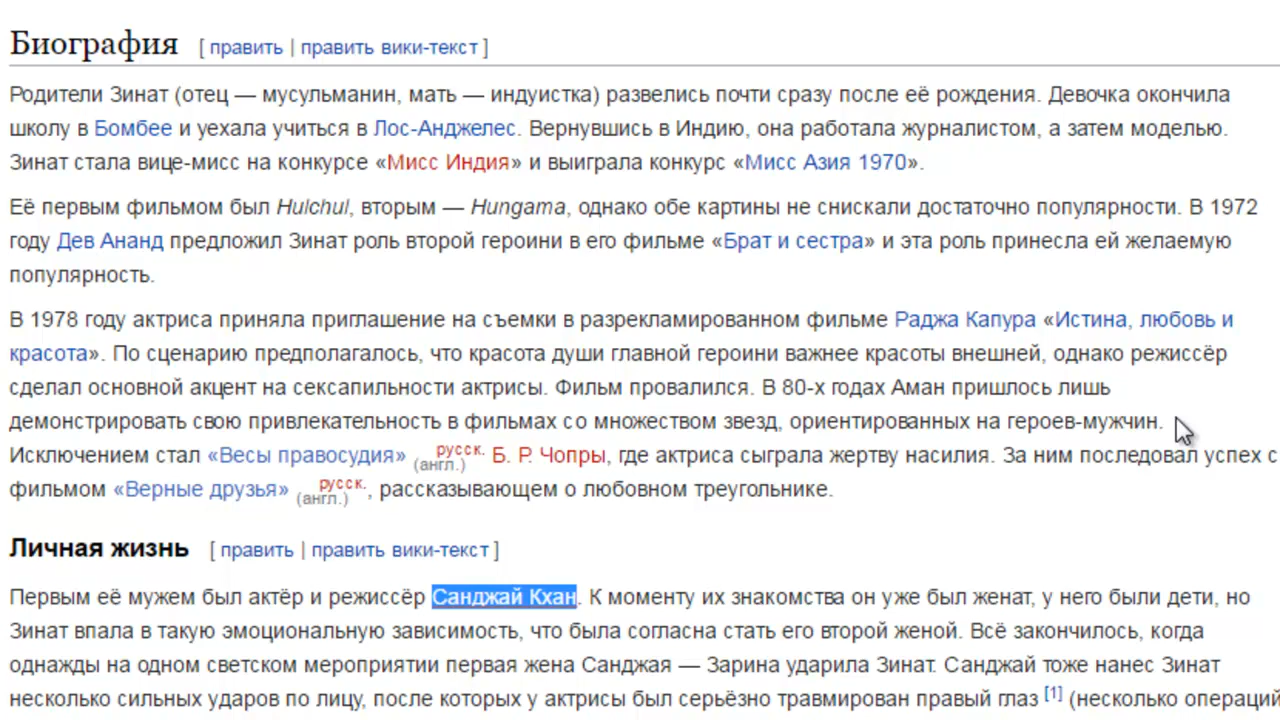 Биография [ править | править вики-текст ]
Родители Зинат (отец — мусульманин, мать — индуистка) развелись почти сразу после её рождения. Девочка окончила
школу в Бомбее и уехала учиться в Лос-Анджелес. Вернувшись в Индию, она работала журналистом, а затем моделью.
Зинат стала вице-мисс на конкурсе «Мисс Индия» и выиграла конкурс «Мисс Азия 1970».
Её первым фильмом был Hulchul, вторым — Hungama, однако обе картины не снискали достаточно популярности. В 1972
году Дев Ананд предложил Зинат роль второй героини в его фильме «Брат и сестра» и эта роль принесла ей желаемую
популярность.
В 1978 году актриса приняла приглашение на съемки в разрекламированном фильме Раджа Капура «Истина, любовь и
красота». По сценарию предполагалось, что красота души главной героини важнее красоты внешней, однако режиссёр
сделал основной акцент на сексапильности актрисы. Фильм провалился. В 80-х годах Аман пришлось лишь
демонстрировать свою привлекательность в фильмах со множеством звезд, ориентированных на героев-мужчин.
Исключением стал «Весы правосудия» русск. (англ.) Б. Р. Чопры, где актриса сыграла жертву насилия. За ним последовал успех с
фильмом «Верные друзья» русск. (англ.), рассказывающем о любовном треугольнике.
Личная жизнь [ править | править вики-текст ]
Первым её мужем был актёр и режиссёр Санджай Кхан. К моменту их знакомства он уже был женат, у него были дети, но
Зинат впала в такую эмоциональную зависимость, что была согласна стать его второй женой. Всё закончилось, когда
однажды на одном светском мероприятии первая жена Санджая — Зарина ударила Зинат. Санджай тоже нанес Зинат
несколько сильных ударов по лицу, после которых у актрисы был серьёзно травмирован правый глаз [1] (несколько операций